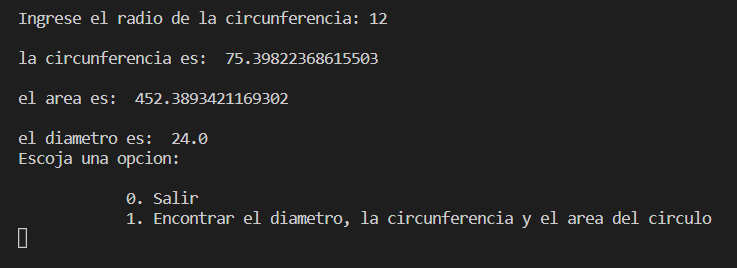 Ingrese el radio de la circunferencia: 12
la circunferencia es:  75.39822368615503
el area es:  452.3893421169302
el diametro es:  24.0
Escoja una opcion:
0. Salir
1. Encontrar el diametro, la circunferencia y el area del circulo